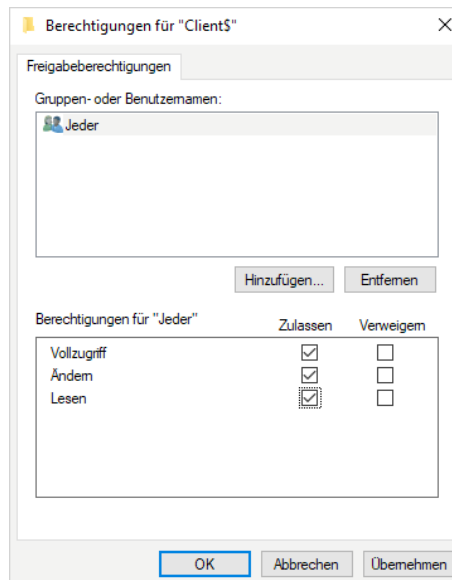 Berechtigungen für "Client$"
Freigabeberechtigungen
Gruppen- oder Benutzernamen:
Jeder
Hinzufügen... Entfernen
Berechtigungen für "Jeder" Zulassen Verweigern
Vollzugriff
Ändern
Lesen
OK Abbrechen Übernehmen